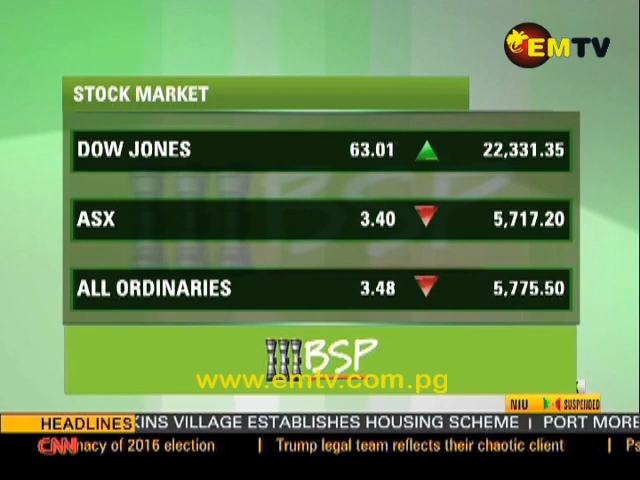 EMTV
STOCK MARKET
DOW JONES 63.01 22,331.35
ASX 3.40 5,717.20
ALL ORDINARIES 3.48 5,775.50
BSP
www.emtv.com.pg
NIU SUSPENDED
HEADLINES KINS VILLAGE ESTABLISHES HOUSING SCHEME | PORT MORE
CNN macy of 2016 election | Trump legal team reflects their chaotic client | Ps